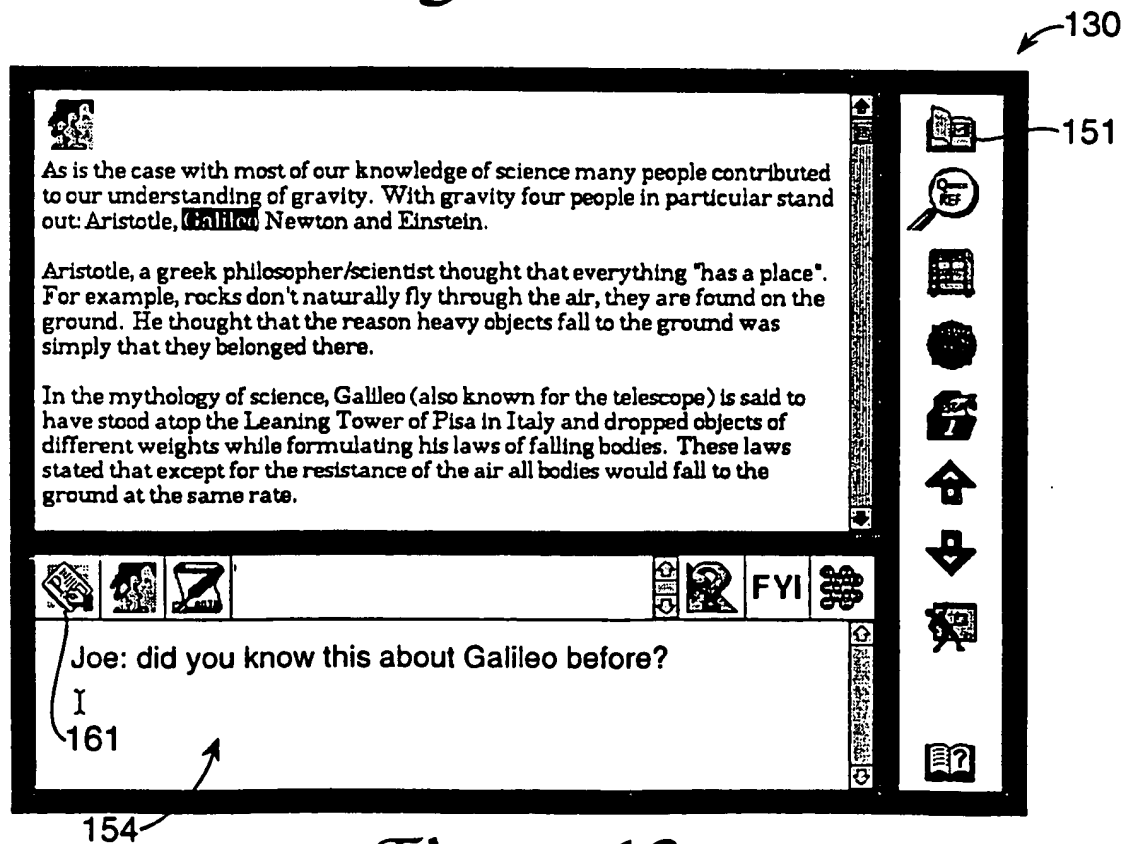 130
151
As is the case with most of our knowledge of science many people contributed
to our understanding of gravity. With gravity four people in particular stand
out: Aristotle, Galileo Newton and Einstein.
REF
Aristotle, a greek philosopher/scientist thought that everything "has a place".
For example, rocks don't naturally fly through the air, they are found on the
ground. He thought that the reason heavy objects fall to the ground was
simply that they belonged there.
In the mythology of science, Galileo (also known for the telescope) is said to
have stood atop the Leaning Tower of Pisa in Italy and dropped objects of
different weights while formulating his laws of falling bodies. These laws
stated that except for the resistance of the air all bodies would fall to the
ground at the same rate.
FYI
Joe: did you know this about Galileo before?
161
?
154